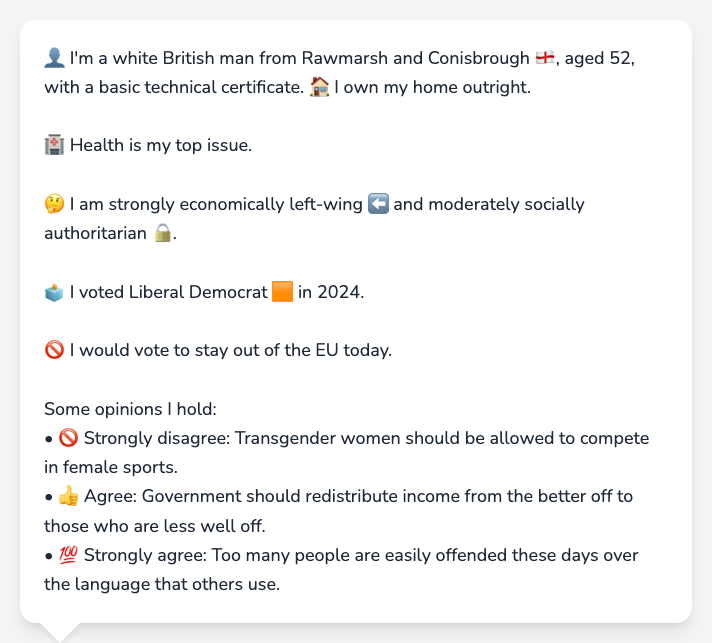 👤 I'm a white British man from Rawmarsh and Conisbrough 🏴󠁧󠁢󠁥󠁮󠁧󠁿, aged 52,
with a basic technical certificate. 🏠 I own my home outright.
🏥 Health is my top issue.
🤔 I am strongly economically left-wing ⬅️ and moderately socially
authoritarian 🔒.
🗳️ I voted Liberal Democrat 🟧 in 2024.
🚫 I would vote to stay out of the EU today.
Some opinions I hold:
• 🚫 Strongly disagree: Transgender women should be allowed to compete
in female sports.
• 👍 Agree: Government should redistribute income from the better off to
those who are less well off.
• 💯 Strongly agree: Too many people are easily offended these days over
the language that others use.